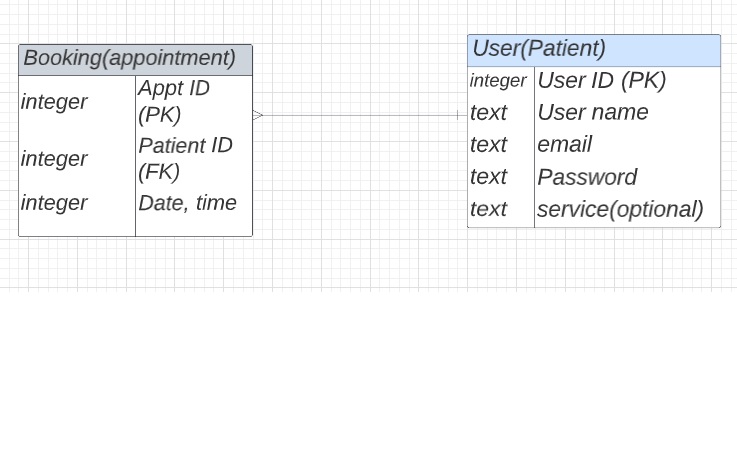 Booking(appointment)
integer Appt ID
(PK)
integer Patient ID
(FK)
integer Date, time
User(Patient)
integer User ID (PK)
text User name
text email
text Password
text service(optional)